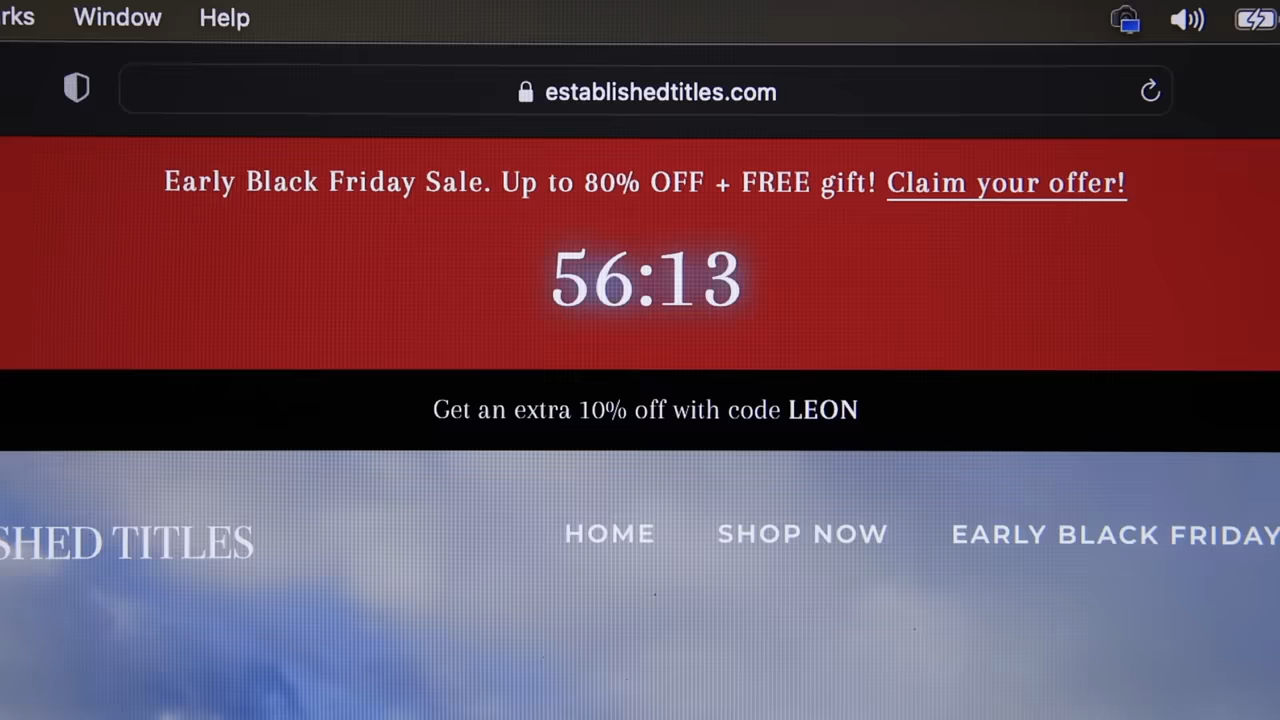 rks Window Help
establishedtitles.com
Early Black Friday Sale. Up to 80% OFF + FREE gift! Claim your offer!
56:13
Get an extra 10% off with code LEON
SHED TITLES HOME SHOP NOW EARLY BLACK FRIDAY